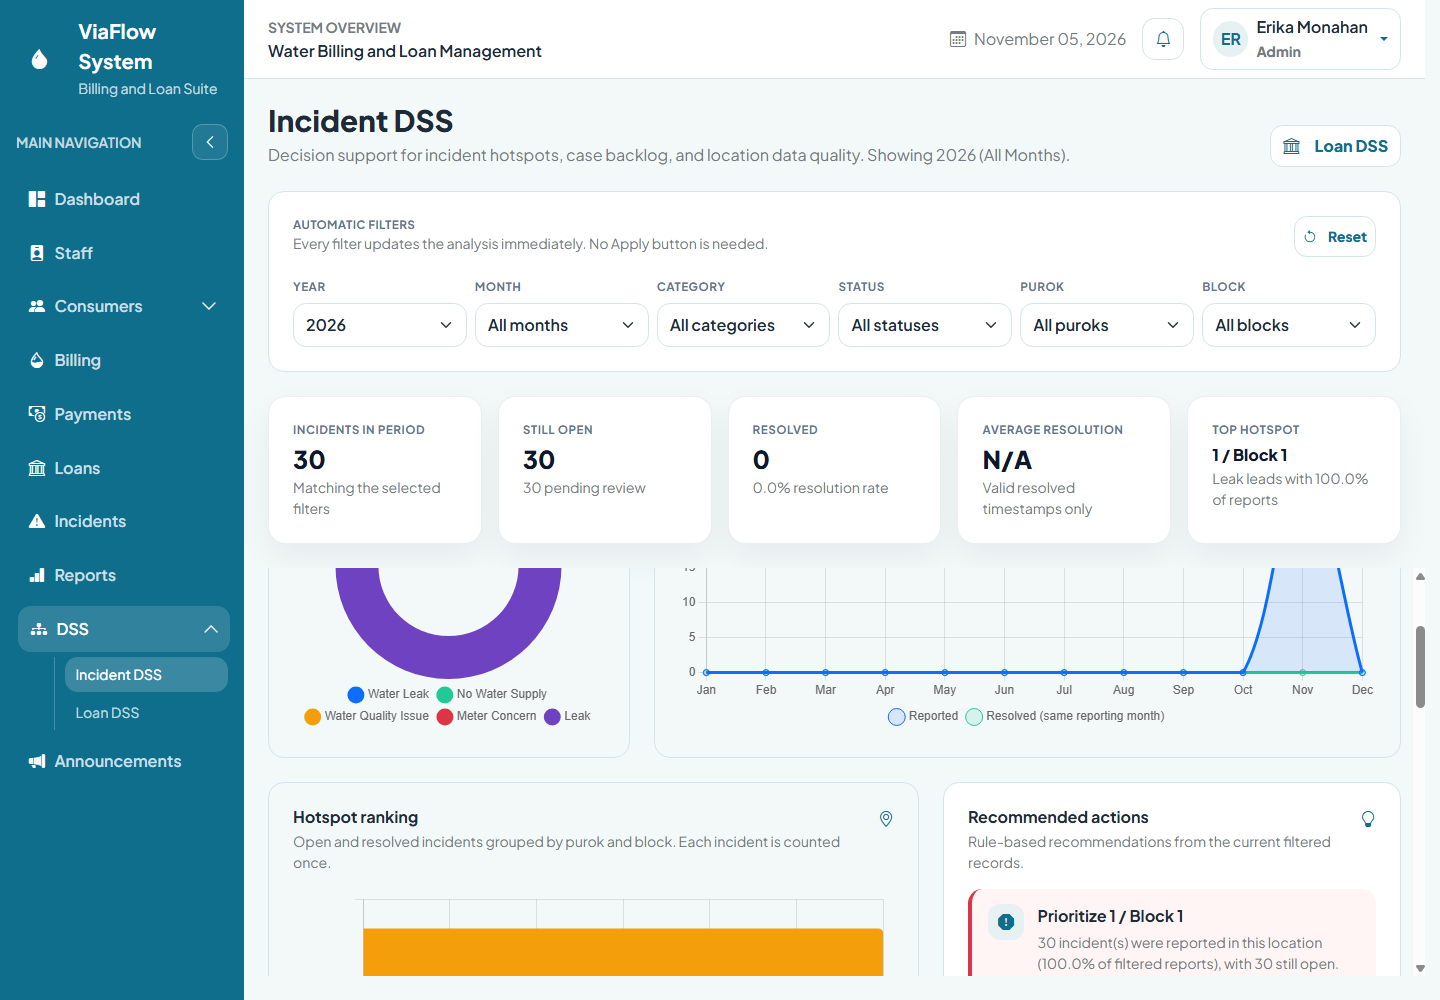 ViaFlow
System
Billing and Loan Suite
MAIN NAVIGATION
Dashboard
Staff
Consumers
Billing
Payments
Loans
Incidents
Reports
DSS
Incident DSS
Loan DSS
Announcements
SYSTEM OVERVIEW
Water Billing and Loan Management
November 05, 2026
ER
Erika Monahan
Admin
Incident DSS
Decision support for incident hotspots, case backlog, and location data quality. Showing 2026 (All Months).
Loan DSS
AUTOMATIC FILTERS
Every filter updates the analysis immediately. No Apply button is needed.
Reset
YEAR MONTH CATEGORY STATUS PUROK BLOCK
2026 All months All categories All statuses All puroks All blocks
INCIDENTS IN PERIOD
30
Matching the selected
filters
STILL OPEN
30
30 pending review
RESOLVED
0
0.0% resolution rate
AVERAGE RESOLUTION
N/A
Valid resolved
timestamps only
TOP HOTSPOT
1 / Block 1
Leak leads with 100.0%
of reports
Water Leak No Water Supply
Water Quality Issue Meter Concern Leak
15
10
5
0
Jan Feb Mar Apr May Jun Jul Aug Sep Oct Nov Dec
Reported Resolved (same reporting month)
Hotspot ranking
Open and resolved incidents grouped by purok and block. Each incident is counted
once.
Recommended actions
Rule-based recommendations from the current filtered
records.
Prioritize 1 / Block 1
30 incident(s) were reported in this location
(100.0% of filtered reports), with 30 still open.